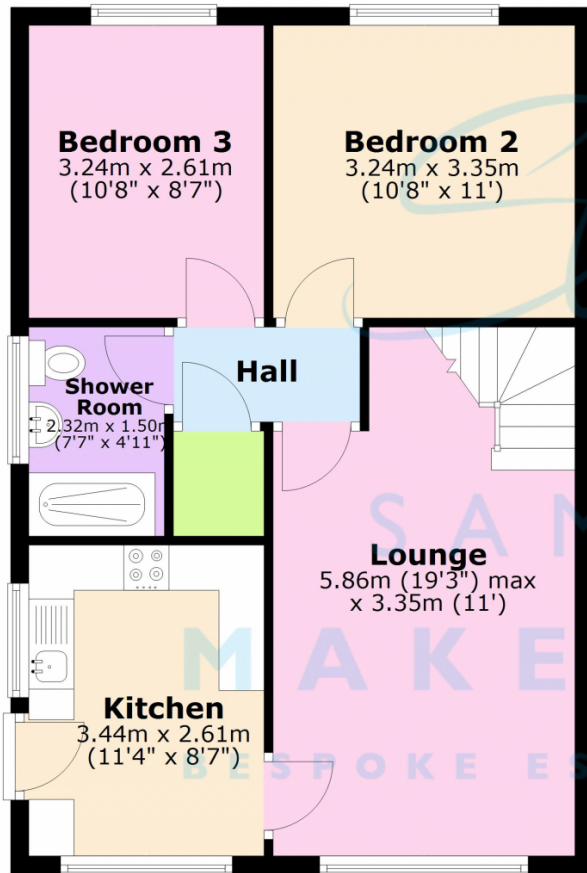 Bedroom 3
3.24m x 2.61m
(10'8" x 8'7")
Bedroom 2
3.24m x 3.35m
(10'8" x 11')
Hall
Shower
Room
2.32m x 1.50m
(7'7" x 4'11")
Lounge
5.86m (19'3") max
x 3.35m (11')
Kitchen
3.44m x 2.61m
(11'4" x 8'7")
SAM
MAKE
BESPOKE ES